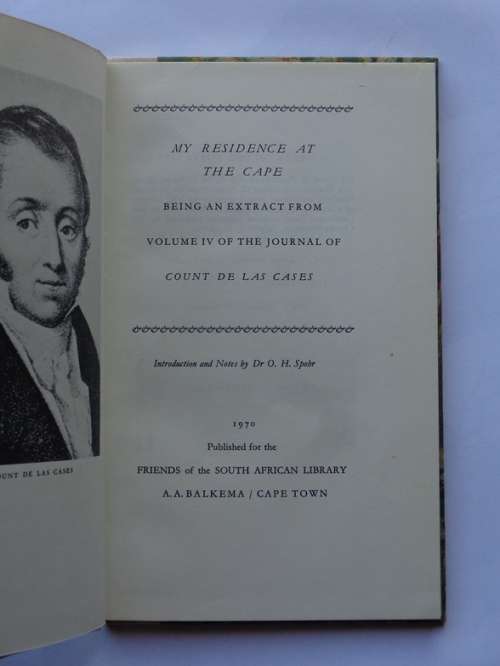 OUNT DE LAS CASES
MY RESIDENCE AT
THE CAPE
BEING AN EXTRACT FROM
VOLUME IV OF THE JOURNAL OF
COUNT DE LAS CASES
Introduction and Notes by Dr O. H. Spohr
1970
Published for the
FRIENDS of the SOUTH AFRICAN LIBRARY
A.A.BALKEMA / CAPE TOWN